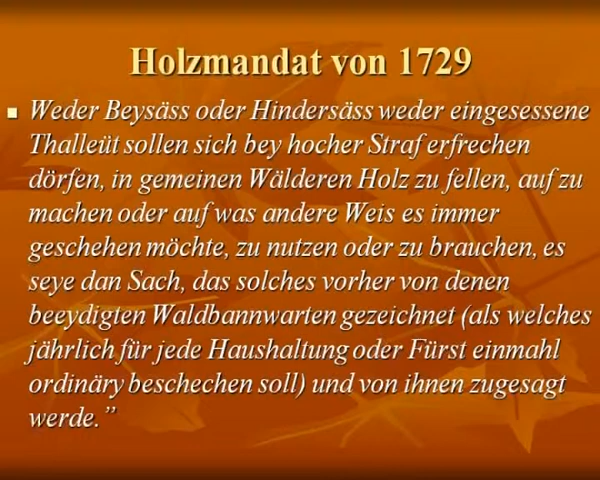 Holzmandat von 1729
Weder Beysäss oder Hindersäss weder eingesessene
Thalleüt sollen sich bey hocher Straf erfrechen
dörfen, in gemeinen Wälderen Holz zu fellen, auf zu
machen oder auf was andere Weis es immer
geschehen möchte, zu nutzen oder zu brauchen, es
seye dan Sach, das solches vorher von denen
beeydigten Waldbannwarten gezeichnet (als welches
jährlich für jede Haushaltung oder Fürst einmahl
ordinäry beschechen soll) und von ihnen zugesagt
werde.”